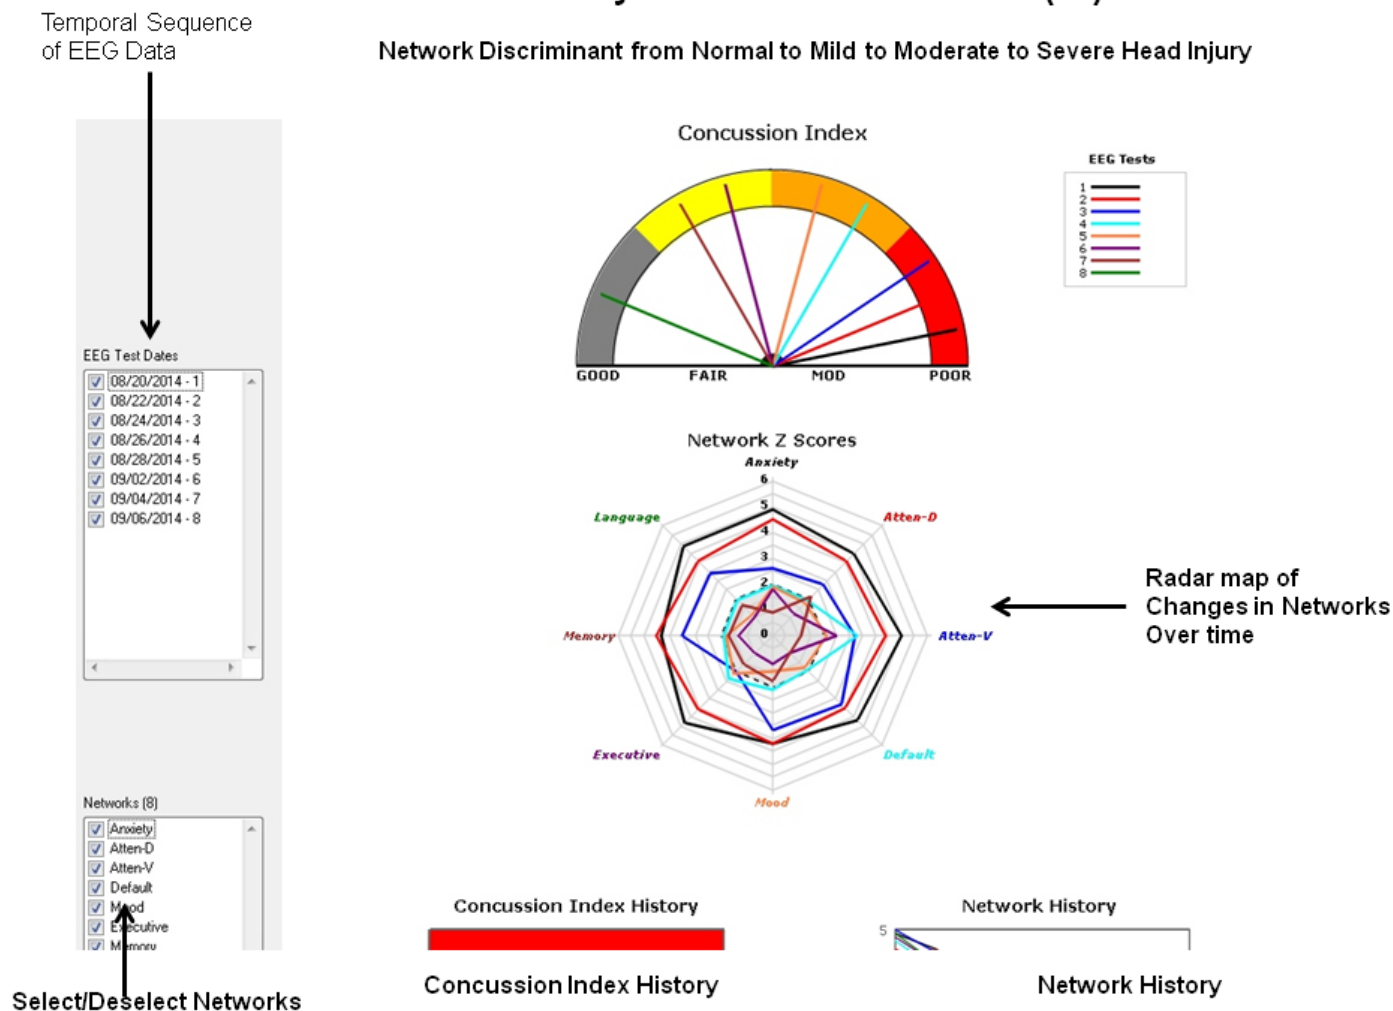 Temporal Sequence
of EEG Data
Network Discriminant from Normal to Mild to Moderate to Severe Head Injury
Concussion Index
GOOD FAIR MOD POOR
EEG Tests
1
2
3
4
5
6
7
8
EEG Test Dates
08/20/2014 - 1
08/22/2014 - 2
08/24/2014 - 3
08/26/2014 - 4
08/28/2014 - 5
09/02/2014 - 6
09/04/2014 - 7
09/06/2014 - 8
Network Z Scores
Anxiety
6
5
4
3
2
1
0
Language
Atten-D
Memory
Atten-V
Executive
Default
Mood
Radar map of
Changes in Networks
Over time
Networks (8)
Anxiety
Atten-D
Atten-V
Default
Mood
Executive
Memory
Select/Deselect Networks
Concussion Index History
Concussion Index History
Network History
5
Network History